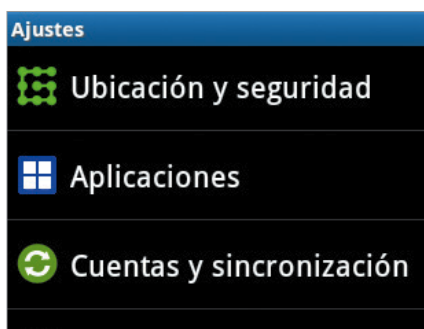 Ajustes
Ubicación y seguridad
Aplicaciones
Cuentas y sincronización